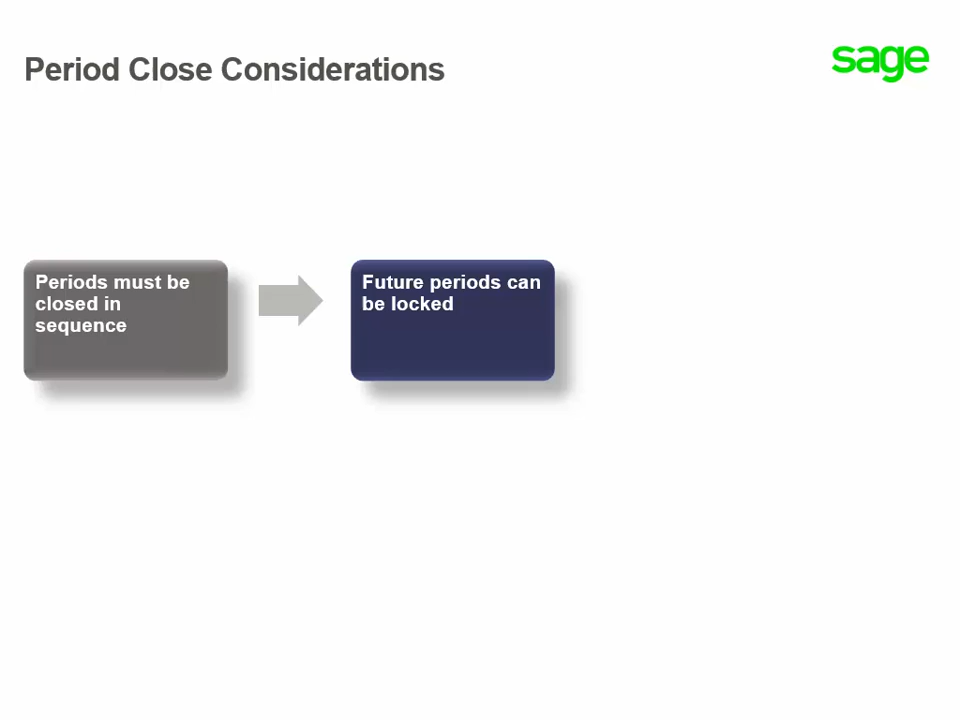 Period Close Considerations
sage
Periods must be
closed in
sequence
Future periods can
be locked